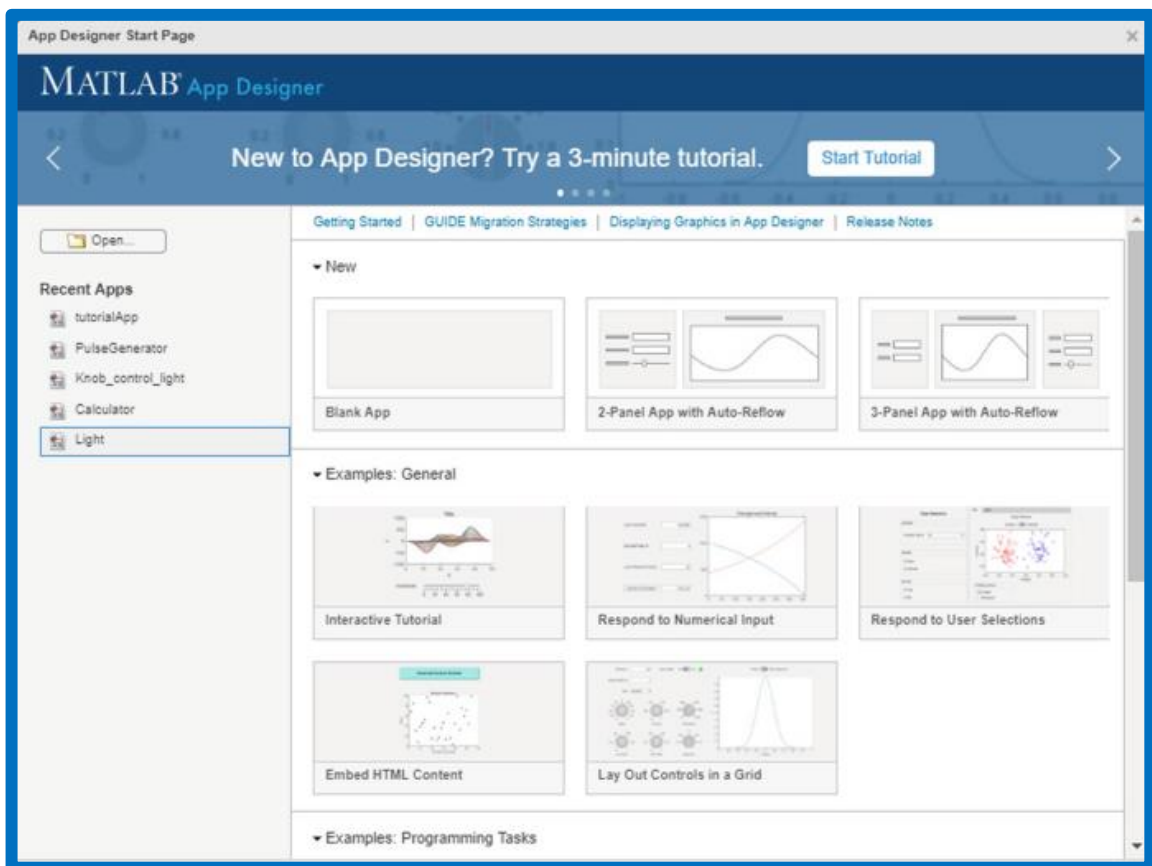 App Designer Start Page
MATLAB® App Designer
New to App Designer? Try a 3-minute tutorial. Start Tutorial
Open...
Recent Apps
tutorialApp
PulseGenerator
Knob_control_light
Calculator
Light
Getting Started | GUIDE Migration Strategies | Displaying Graphics in App Designer | Release Notes
New
Blank App
2-Panel App with Auto-Reflow
3-Panel App with Auto-Reflow
Examples: General
Interactive Tutorial
Respond to Numerical Input
Respond to User Selections
Embed HTML Content
Lay Out Controls in a Grid
Examples: Programming Tasks